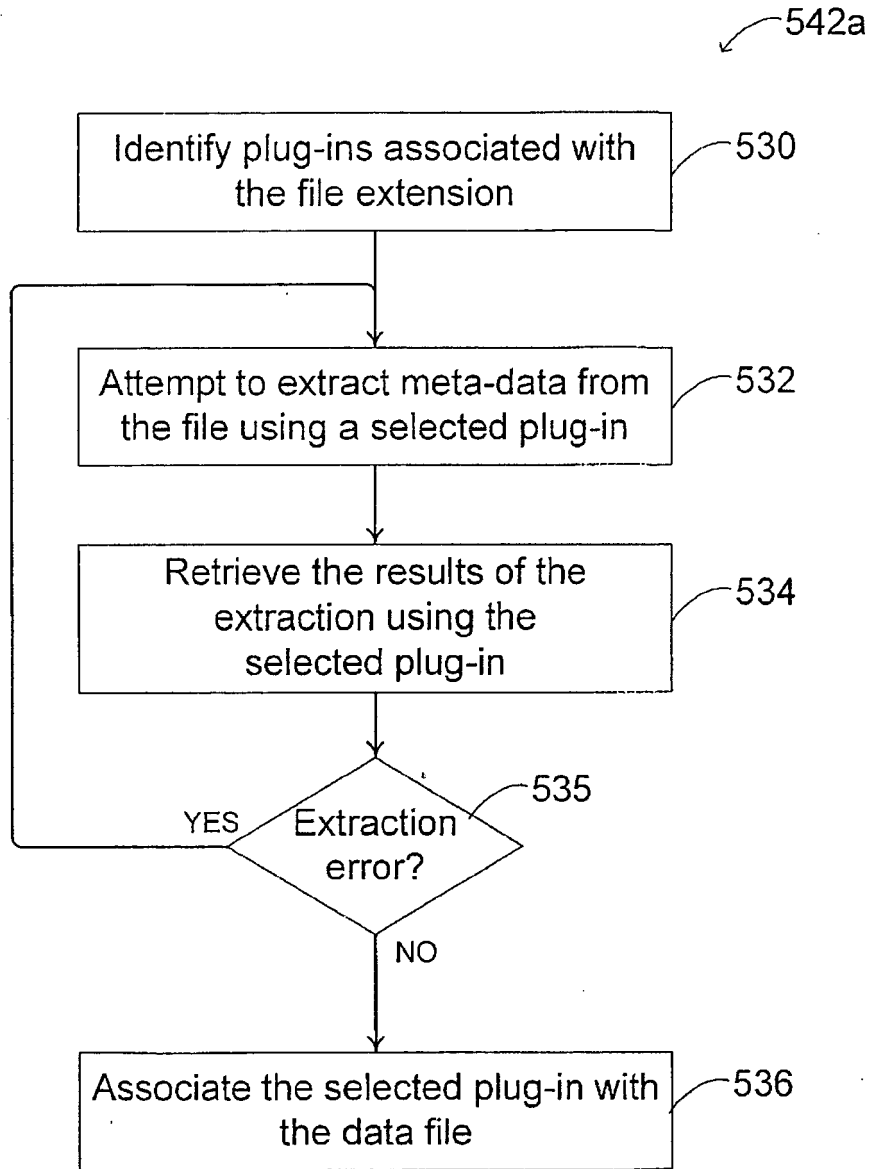 542a
Identify plug-ins associated with
the file extension
530
Attempt to extract meta-data from
the file using a selected plug-in
532
Retrieve the results of the
extraction using the
selected plug-in
534
535
YES
Extraction
error?
NO
Associate the selected plug-in with
the data file
536